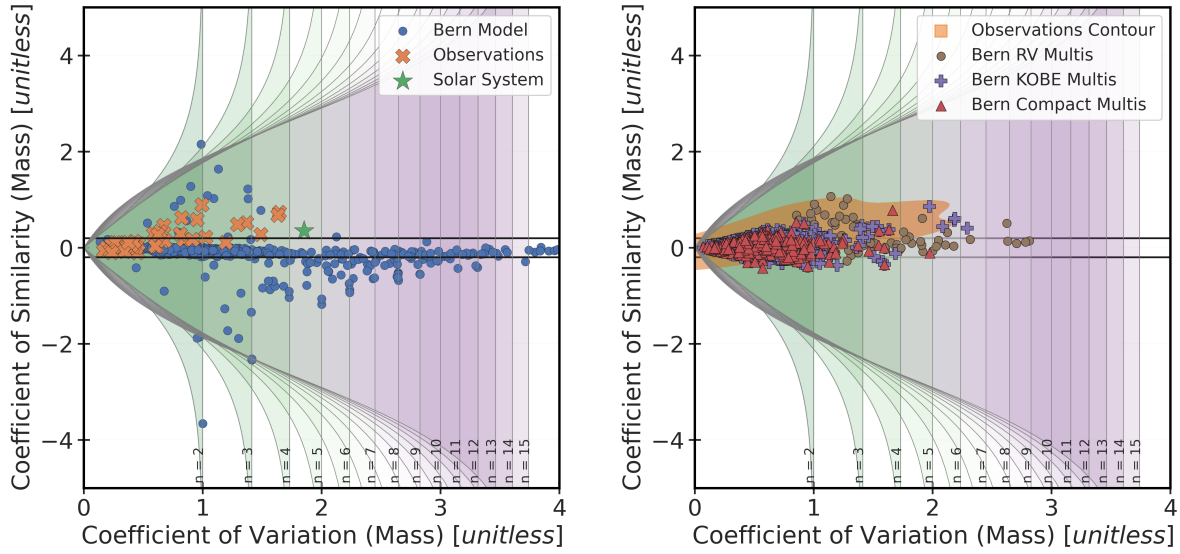 Coefficient of Similarity (Mass) [unitless]
4
2
0
−2
−4
Bern Model
Observations
Solar System
n = 2
n = 3
n = 4
n = 5
n = 6
n = 7
n = 8
n = 9
n = 10
n = 11
n = 12
n = 13
n = 14
n = 15
0 1 2 3 4
Coefficient of Variation (Mass) [unitless]
Coefficient of Similarity (Mass) [unitless]
4
2
0
−2
−4
Observations Contour
Bern RV Multis
Bern KOBE Multis
Bern Compact Multis
n = 2
n = 3
n = 4
n = 5
n = 6
n = 7
n = 8
n = 9
n = 10
n = 11
n = 12
n = 13
n = 14
n = 15
0 1 2 3 4
Coefficient of Variation (Mass) [unitless]